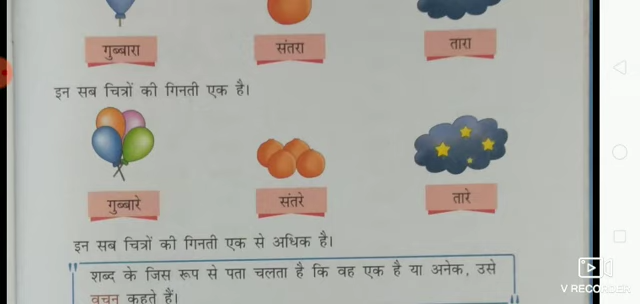 गुब्बारा
संतरा
तारा
इन सब चित्रों की गिनती एक है।
गुब्बारे
संतरे
तारे
इन सब चित्रों की गिनती एक से अधिक है।
शब्द के जिस रूप से पता चलता है कि वह एक है या अनेक, उसे
वचन कहते हैं।
V RECORDER